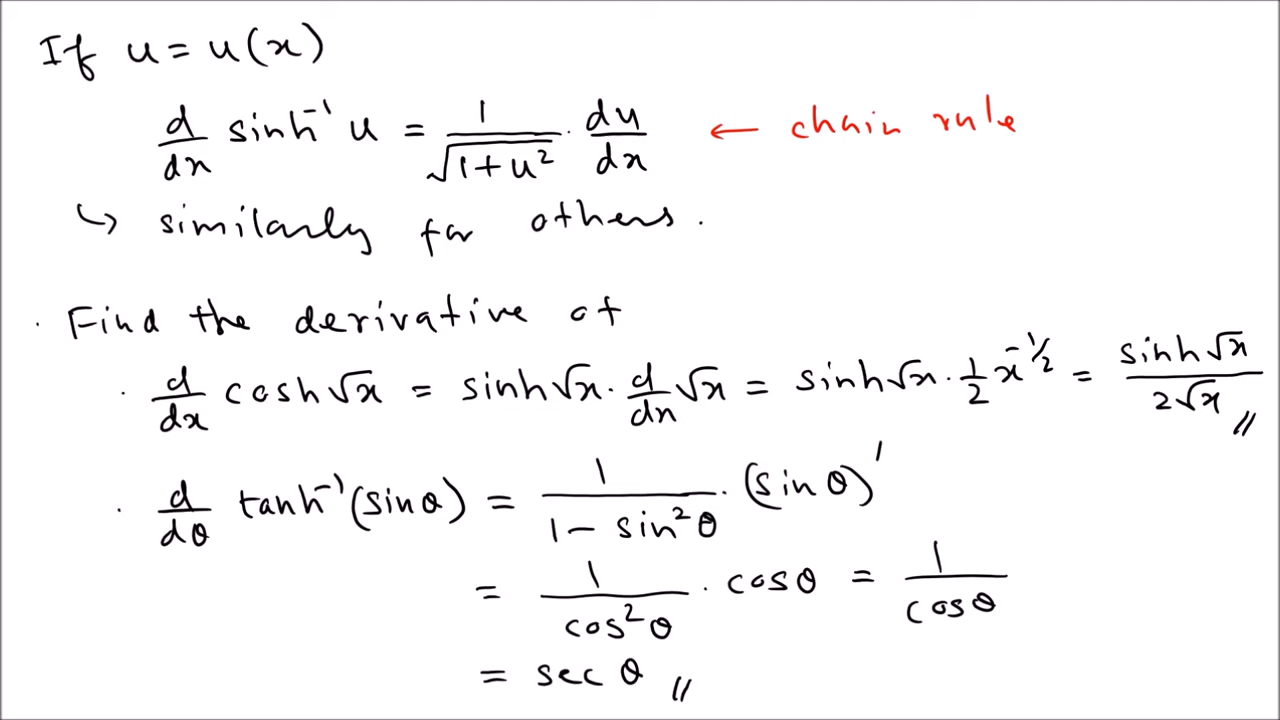 If u = u(x)
d/dx sinh⁻¹ u = 1/√(1+u²) · du/dx ← chain rule
↳ similarly for others.
· Find the derivative of
· d/dx cosh√x = sinh√x · d/dx √x = sinh√x · 1/2 x^(-1/2) = sinh√x / 2√x //
· d/dθ tanh⁻¹(sinθ) = 1/(1 − sin²θ) · (sinθ)′
= 1/cos²θ · cosθ = 1/cosθ
= sec θ //